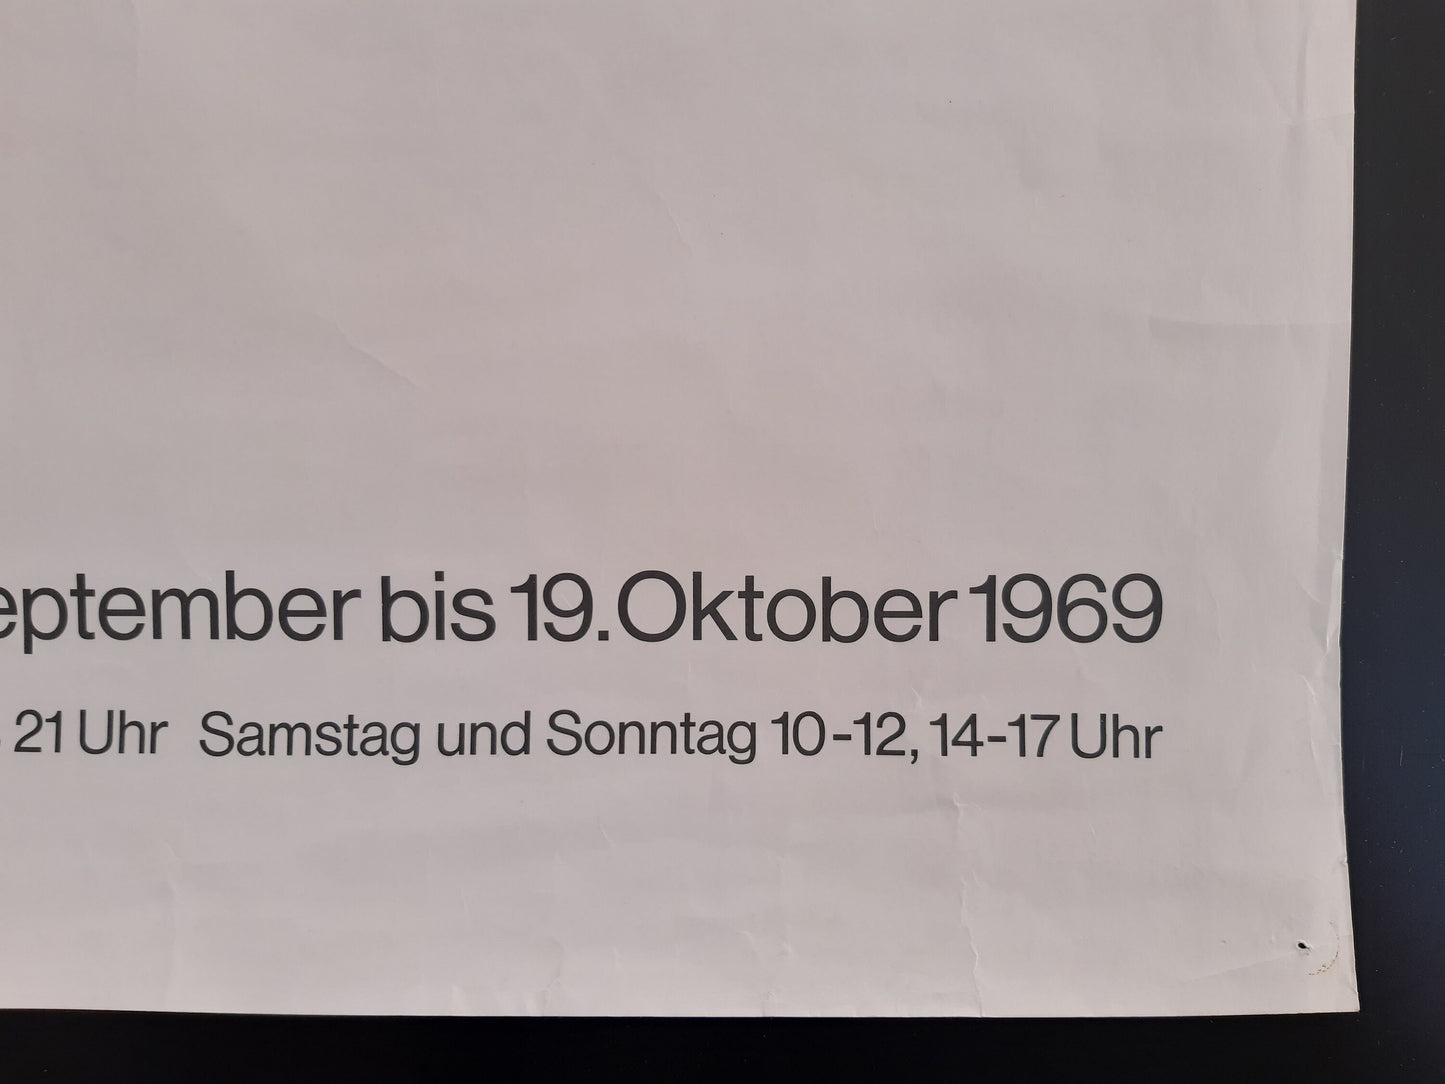 eptember bis 19. Oktober 1969
21 Uhr Samstag und Sonntag 10-12, 14-17 Uhr